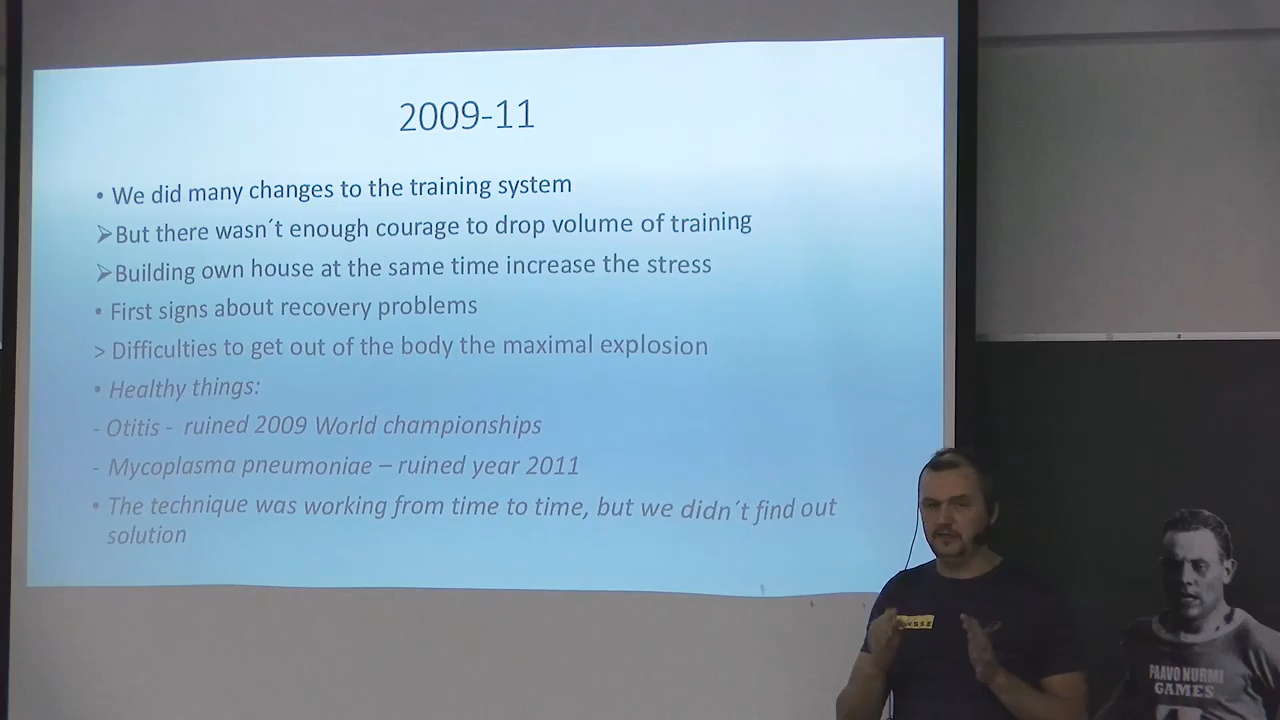 2009-11
• We did many changes to the training system
➢But there wasn´t enough courage to drop volume of training
➢Building own house at the same time increase the stress
• First signs about recovery problems
> Difficulties to get out of the body the maximal explosion
• Healthy things:
- Otitis - ruined 2009 World championships
- Mycoplasma pneumoniae – ruined year 2011
• The technique was working from time to time, but we didn´t find out
solution
PAAVO NURMI
GAMES